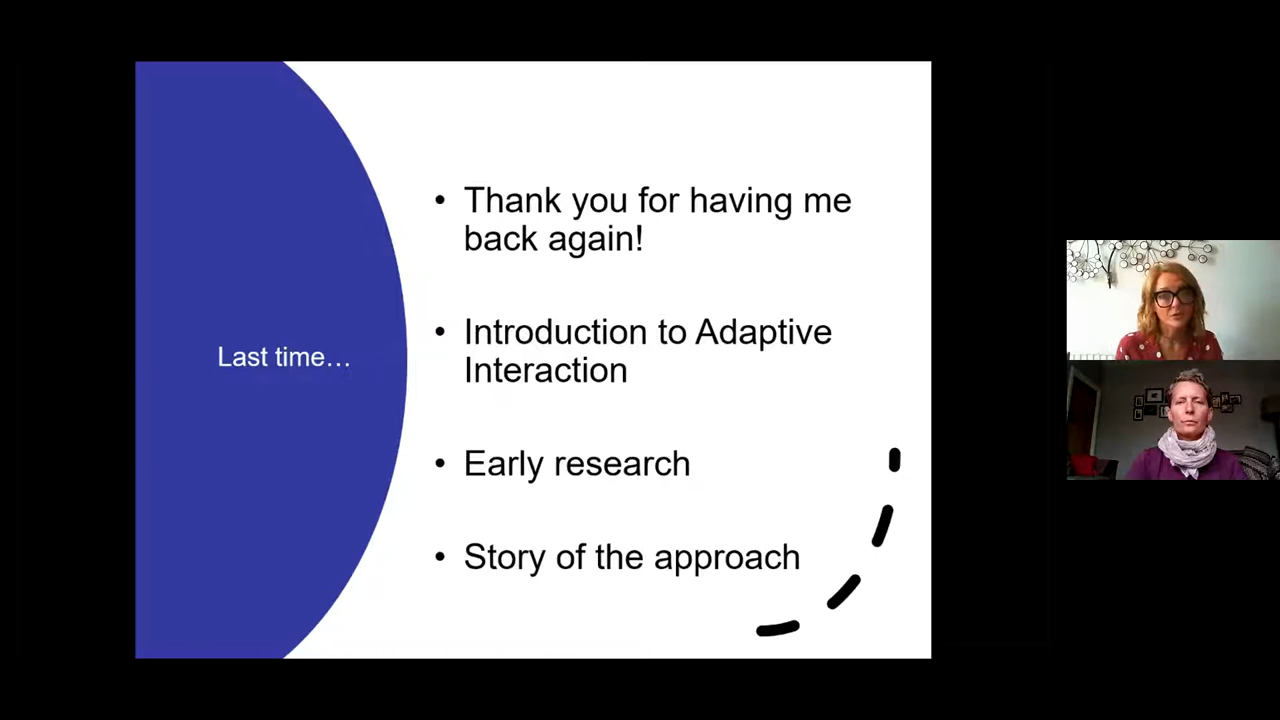 Last time…
• Thank you for having me
back again!
• Introduction to Adaptive
Interaction
• Early research
• Story of the approach